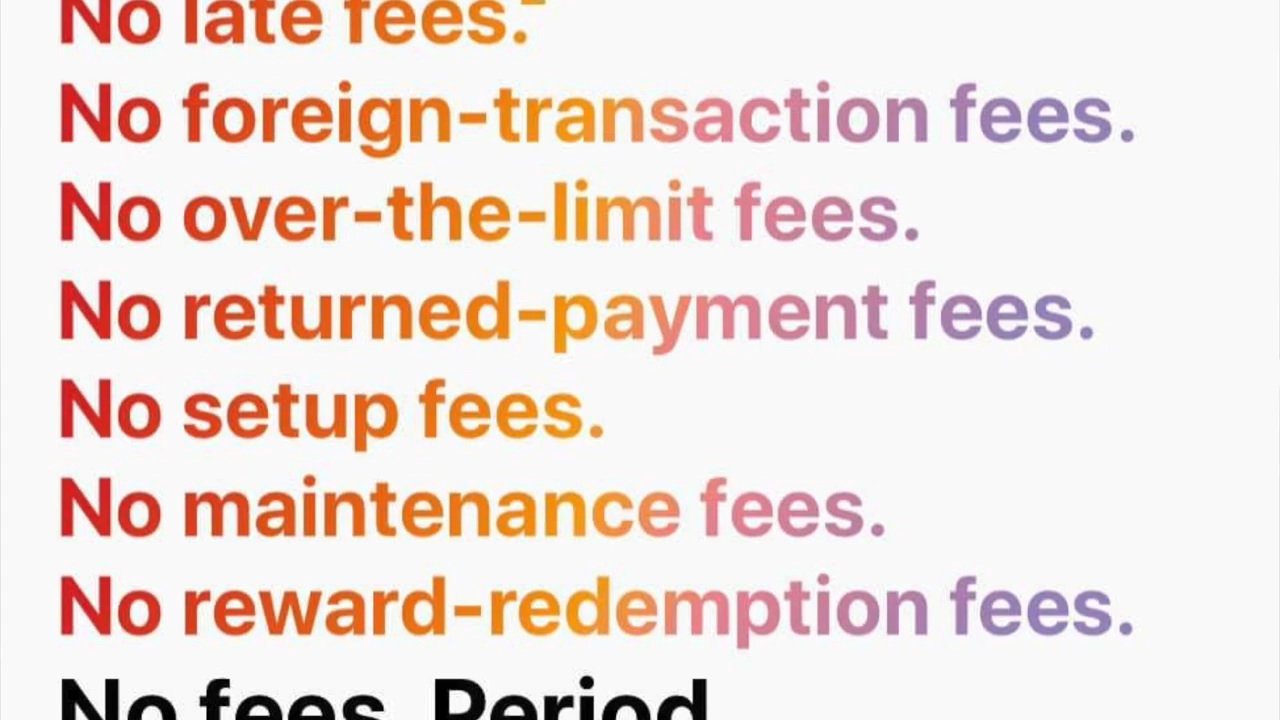 No late fees.
No foreign-transaction fees.
No over-the-limit fees.
No returned-payment fees.
No setup fees.
No maintenance fees.
No reward-redemption fees.
No fees. Period